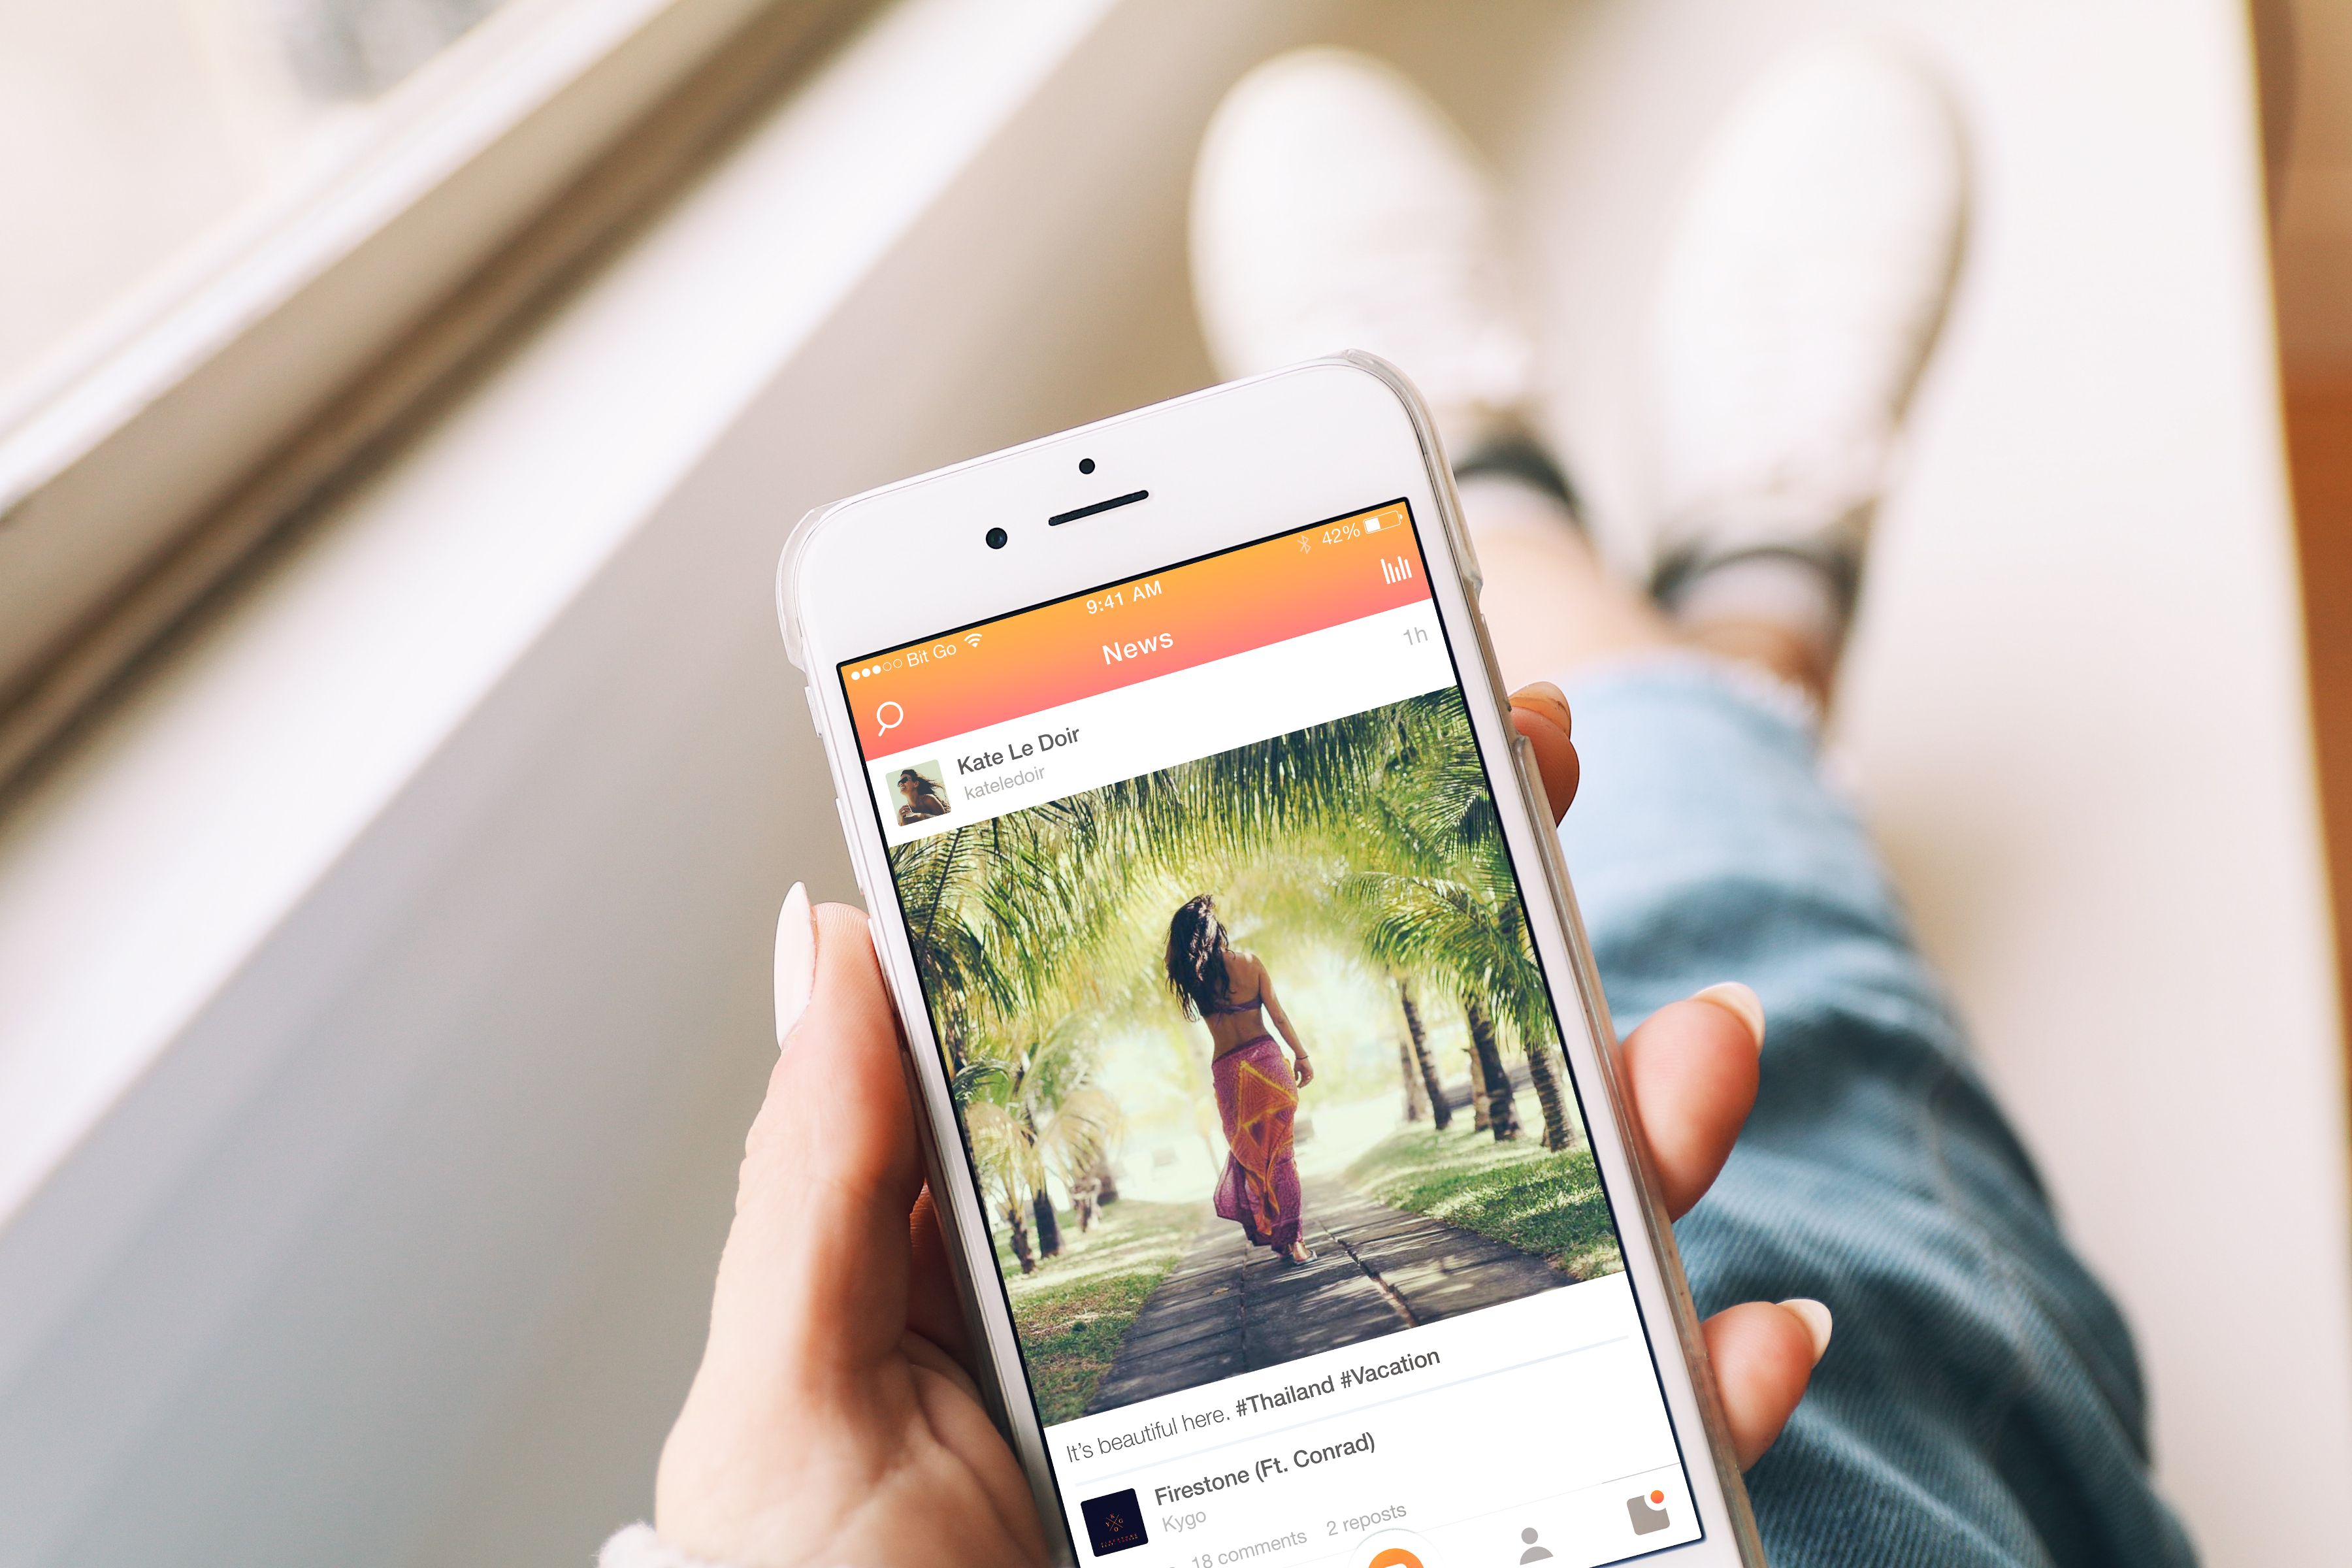 Bit Go
9:41 AM
42%
News
Kate Le Doir
kateledoir
1h
It's beautiful here. #Thailand #Vacation
Firestone (Ft. Conrad)
Kygo
18 comments
2 reposts